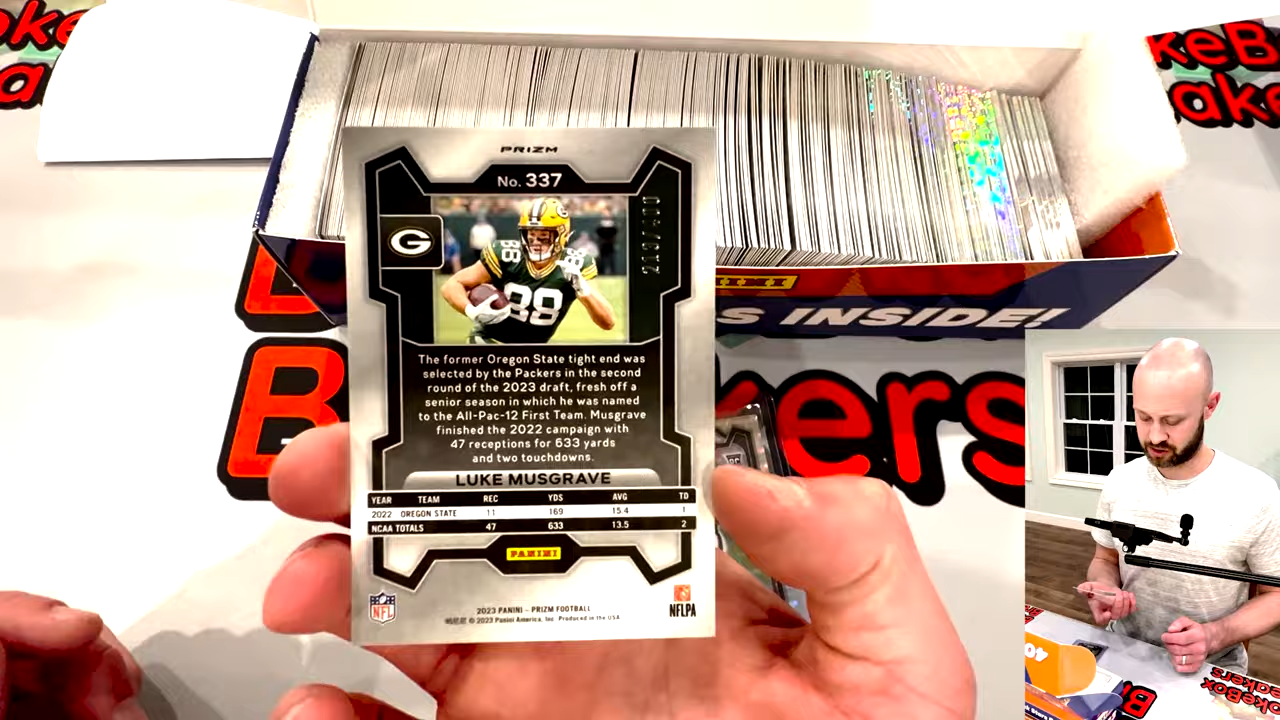 PRIZM
No. 337
213/400
G
88
88
The former Oregon State tight end was
selected by the Packers in the second
round of the 2023 draft, fresh off a
senior season in which he was named
to the All-Pac-12 First Team. Musgrave
finished the 2022 campaign with
47 receptions for 633 yards
and two touchdowns.
LUKE MUSGRAVE
YEAR TEAM REC YDS AVG TD
2022 OREGON STATE 11 169 15.4 1
NCAA TOTALS 47 633 13.5 2
PANINI
NFL
NFLPA
2023 PANINI – PRIZM FOOTBALL
© 2023 Panini America, Inc. Produced in the USA
PANINI
S INSIDE!